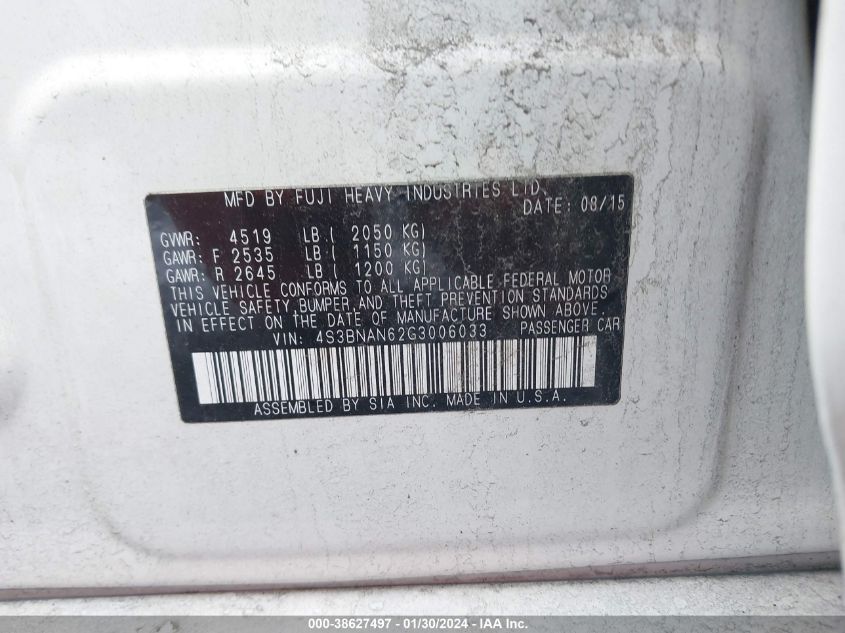 MFD BY FUJI HEAVY INDUSTRIES LTD.
DATE: 08/15
GVWR: 4519 LB ( 2050 KG)
GAWR: F 2535 LB ( 1150 KG)
GAWR: R 2645 LB ( 1200 KG)
THIS VEHICLE CONFORMS TO ALL APPLICABLE FEDERAL MOTOR
VEHICLE SAFETY, BUMPER, AND THEFT PREVENTION STANDARDS
IN EFFECT ON THE DATE OF MANUFACTURE SHOWN ABOVE.
VIN: 4S3BNAN62G3006033 PASSENGER CAR
ASSEMBLED BY SIA INC. MADE IN U.S.A.
000-38627497 - 01/30/2024 - IAAI.com